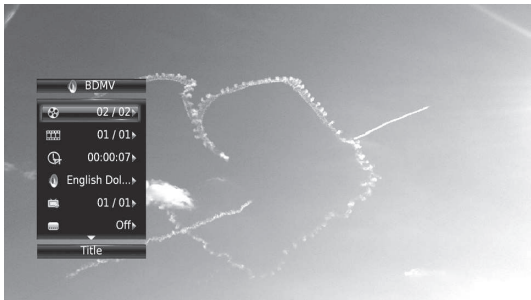 BDMV
02 / 02
01 / 01
00:00:07
English Dol...
01 / 01
Off
Title